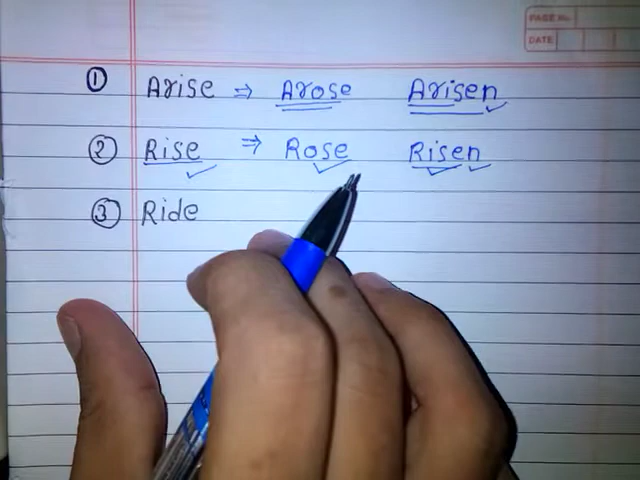 PAGE No.
DATE
① Arise ⇒ Arose Arisen
② Rise ⇒ Rose Risen
③ Ride